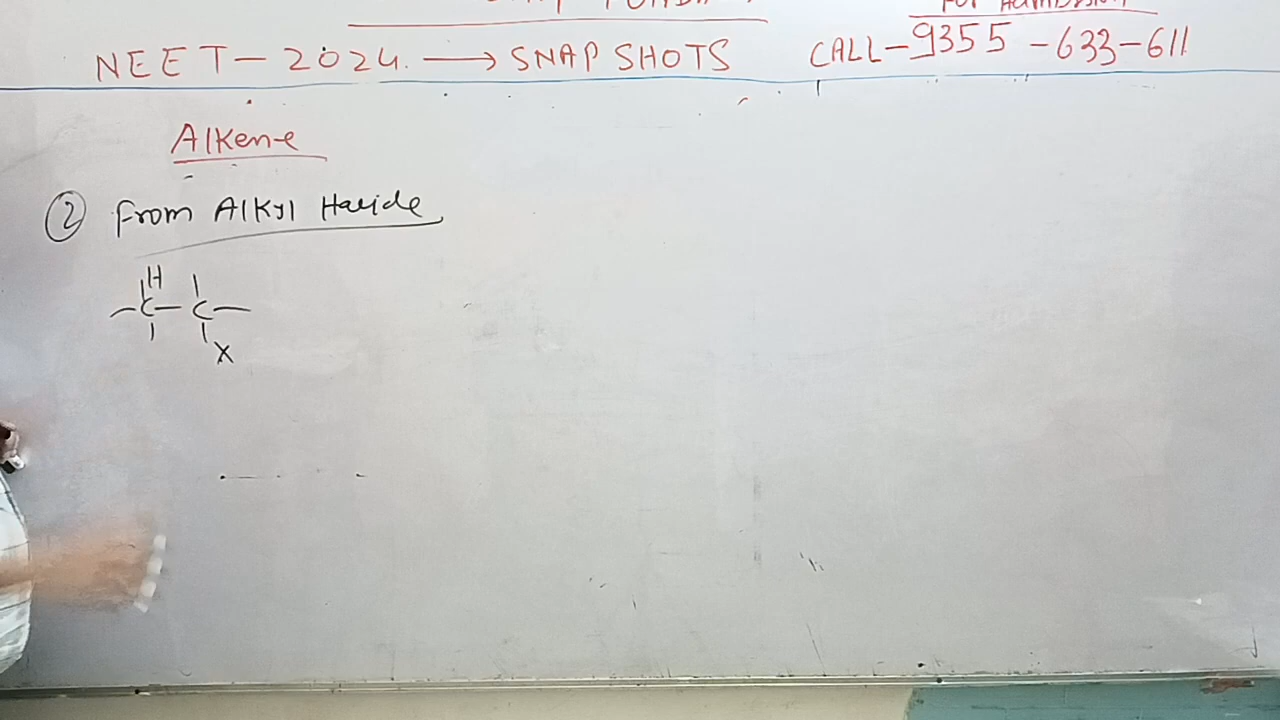 NEET-2024. → SNAP SHOTS CALL-9355-633-611
Alkene
② From Alkyl Halide
H
-C-C-
X